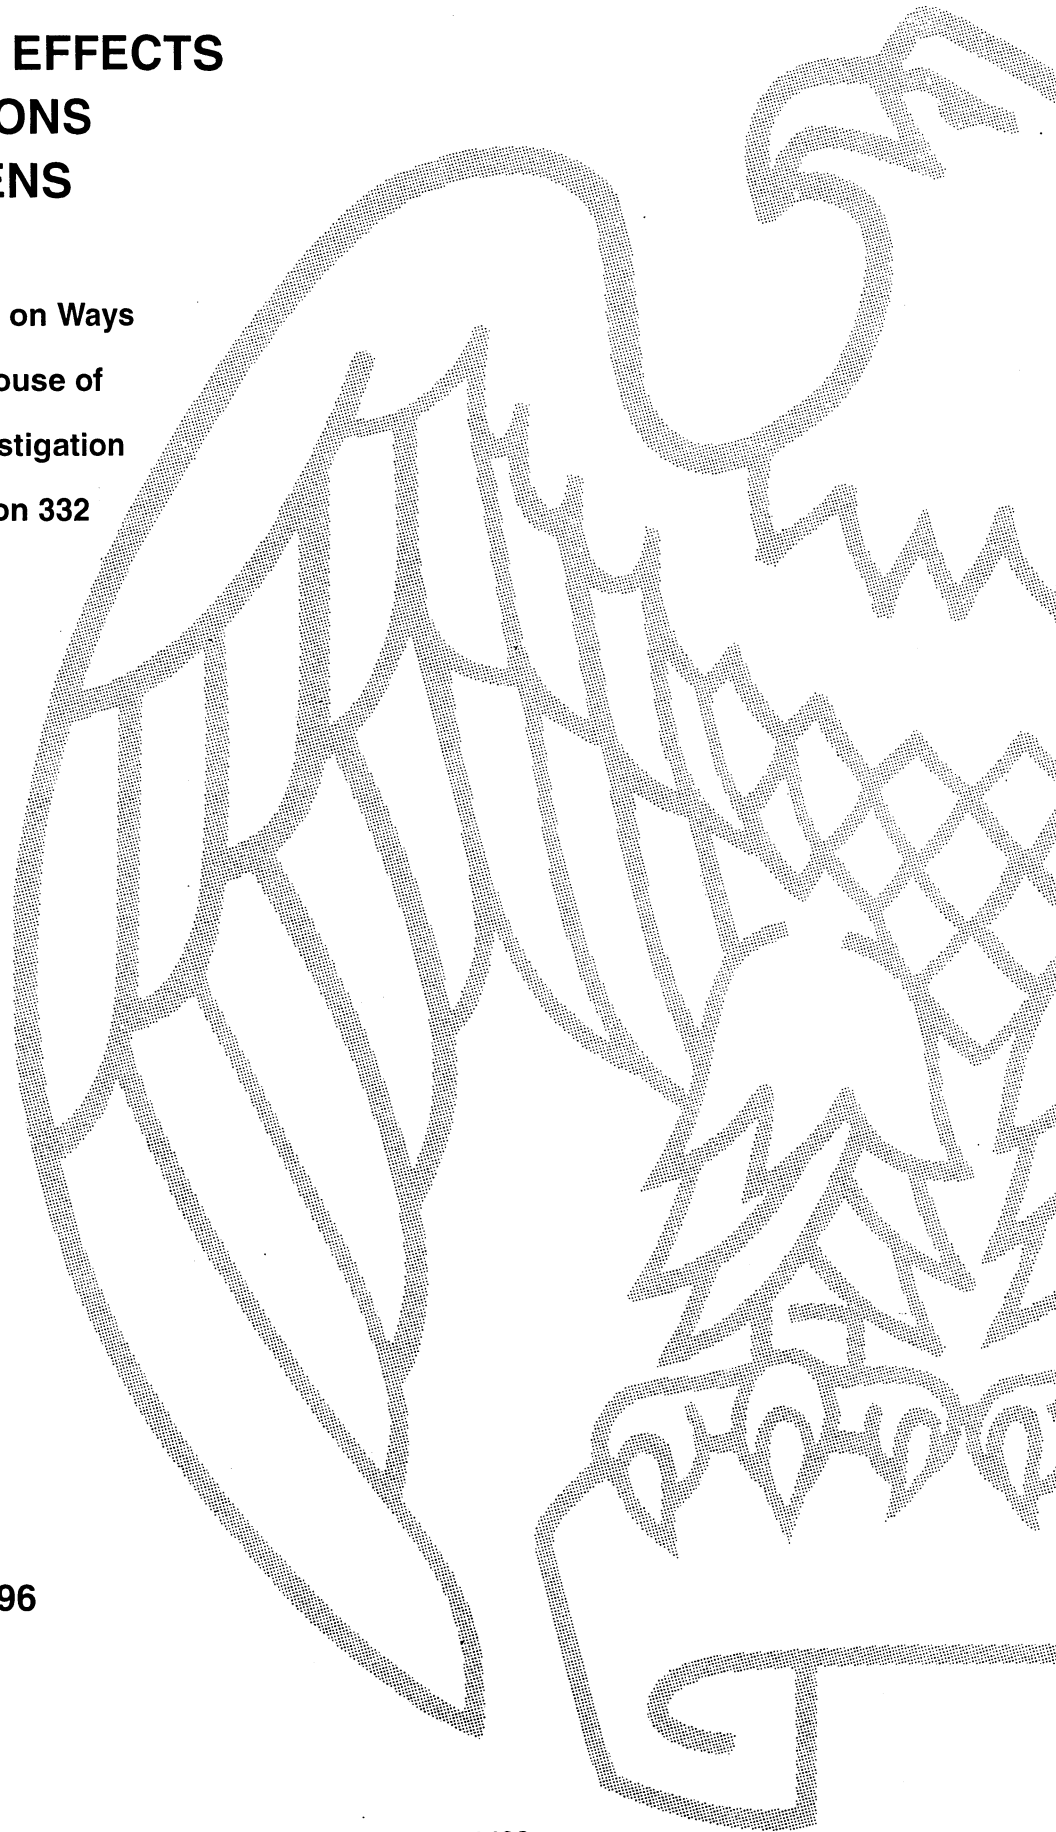 EFFECTS
ONS
ENS
on Ways
ouse of
stigation
on 332
96